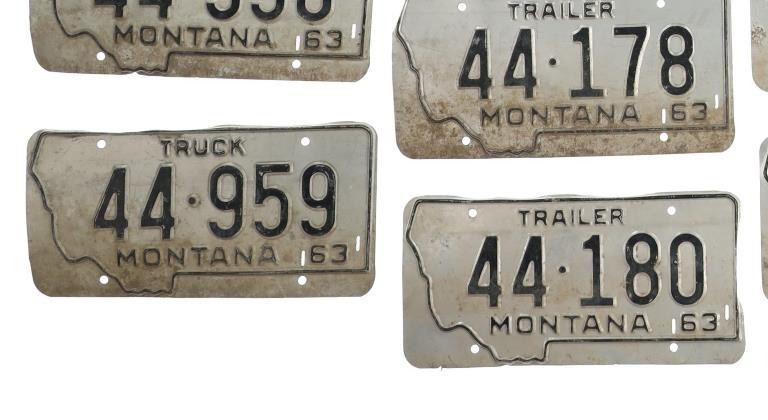 MONTANA 63
TRAILER
44·178
MONTANA 63
TRUCK
44·959
MONTANA 63
TRAILER
44·180
MONTANA 63